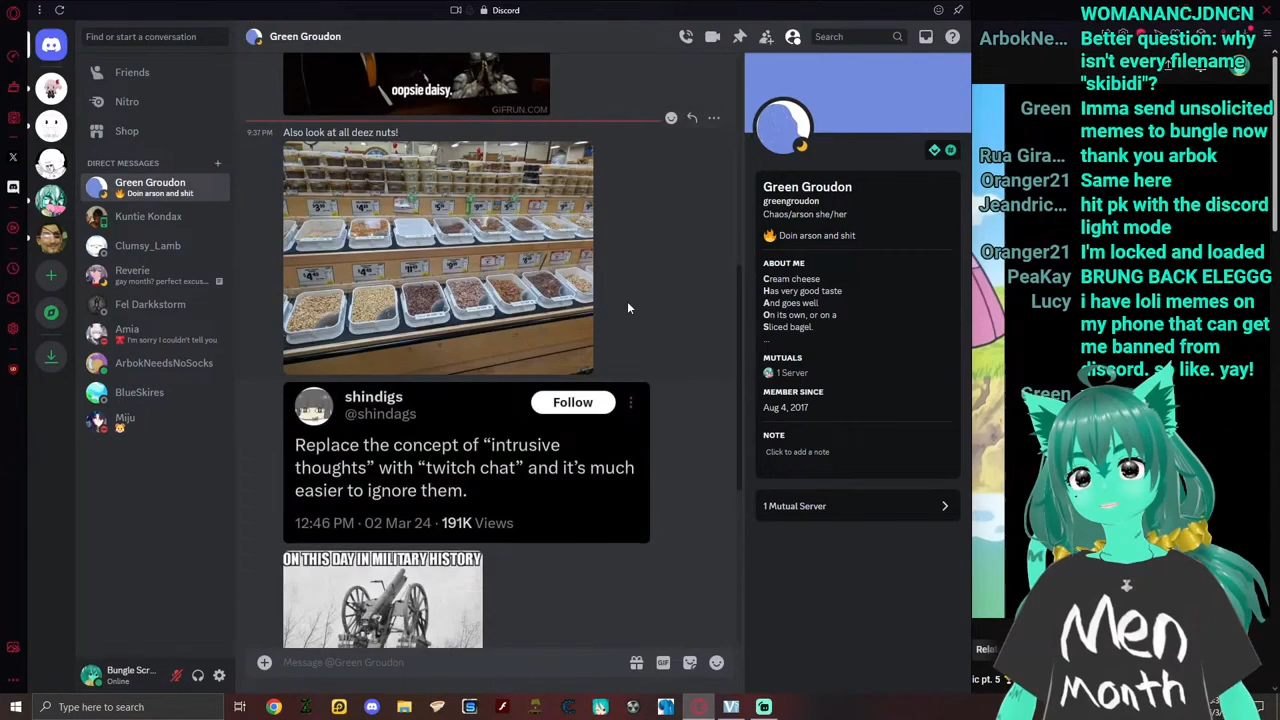 Discord
Find or start a conversation
Friends
Nitro
Shop
DIRECT MESSAGES
Green Groudon
Doin arson and shit
Kuntie Kondax
Clumsy_Lamb
Reverie
gay month? perfect excus...
Fel Darkkstorm
Amia
I'm sorry I couldn't tell you
ArbokNeedsNoSocks
BlueSkires
Miju
Bungle Scr...
Online
Green Groudon
Search
oopsie daisy.
GIFRUN.COM
9:37 PM Also look at all deez nuts!
shindigs
@shindags
Follow
Replace the concept of “intrusive
thoughts” with “twitch chat” and it’s much
easier to ignore them.
12:46 PM · 02 Mar 24 · 191K Views
ON THIS DAY IN MILITARY HISTORY
Message @Green Groudon
GIF
Green Groudon
greengroudon
Chaos/arson she/her
Doin arson and shit
ABOUT ME
Cream cheese
Has very good taste
And goes well
On its own, or on a
Sliced bagel.
...
MUTUALS
1 Server
MEMBER SINCE
Aug 4, 2017
NOTE
Click to add a note
1 Mutual Server
WOMANANCJDNCN
ArbokNe... Better question: why
isn't every filename
"skibidi"?
Green Imma send unsolicited
memes to bungle now
Rua Gira... thank you arbok
Oranger21 Same here
Jeandric... hit pk with the discord
light mode
Oranger21 I'm locked and loaded
PeaKay BRUNG BACK ELEGGG
Lucy i have loli memes on
my phone that can get
me banned from
like. yay!
Green
Men
Month
Relat
ic pt. 5
Type here to search